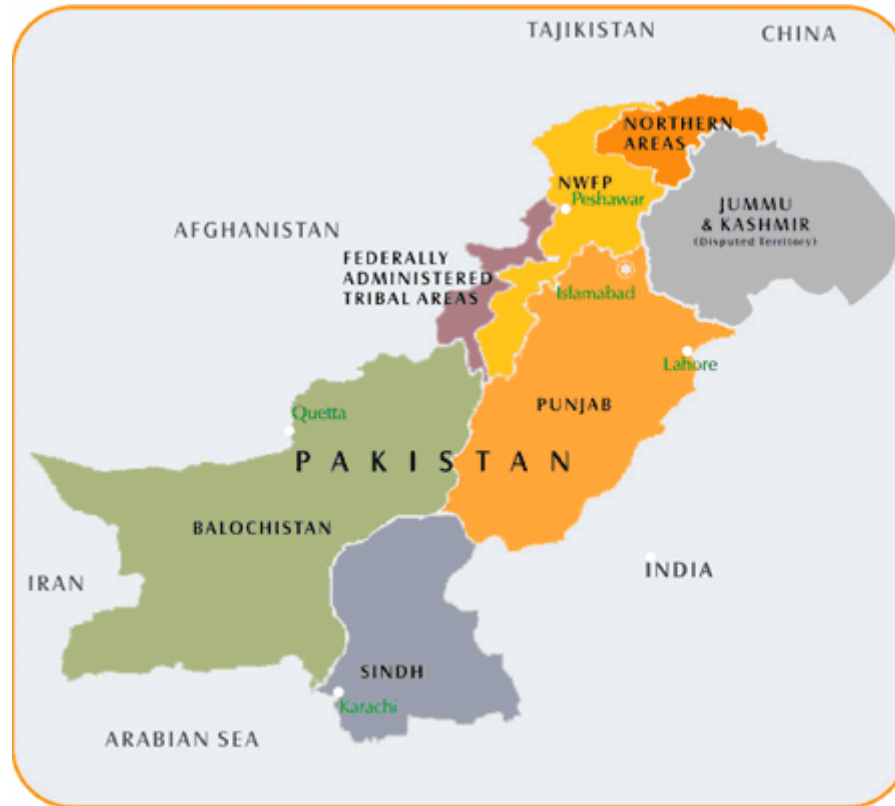 TAJIKISTAN
CHINA
NORTHERN
AREAS
NWFP
Peshawar
JUMMU
& KASHMIR
(Disputed Territory)
AFGHANISTAN
FEDERALLY
ADMINISTERED
TRIBAL AREAS
Islamabad
Lahore
PUNJAB
Quetta
PAKISTAN
BALOCHISTAN
INDIA
IRAN
SINDH
Karachi
ARABIAN SEA